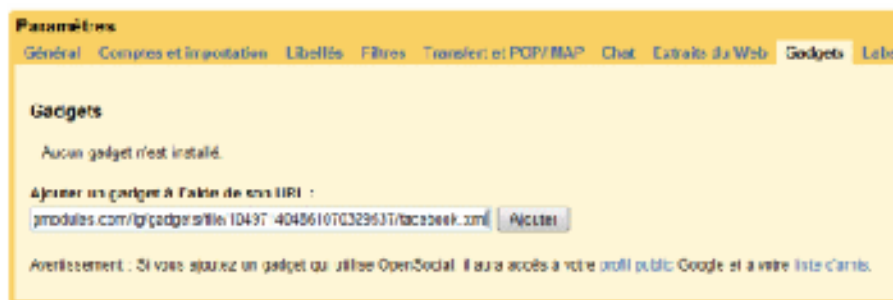 Paramètres
Général Comptes et importation Libellés Filtres Transfert et POP/IMAP Chat Extraits du Web Gadgets Labs
Gadgets
Aucun gadget n'est installé.
Ajouter un gadget à l'aide de son URL :
Ajouter
Avertissement : Si vous ajoutez un gadget qui utilise OpenSocial, il aura accès à votre profil public Google et à votre liste d'amis.